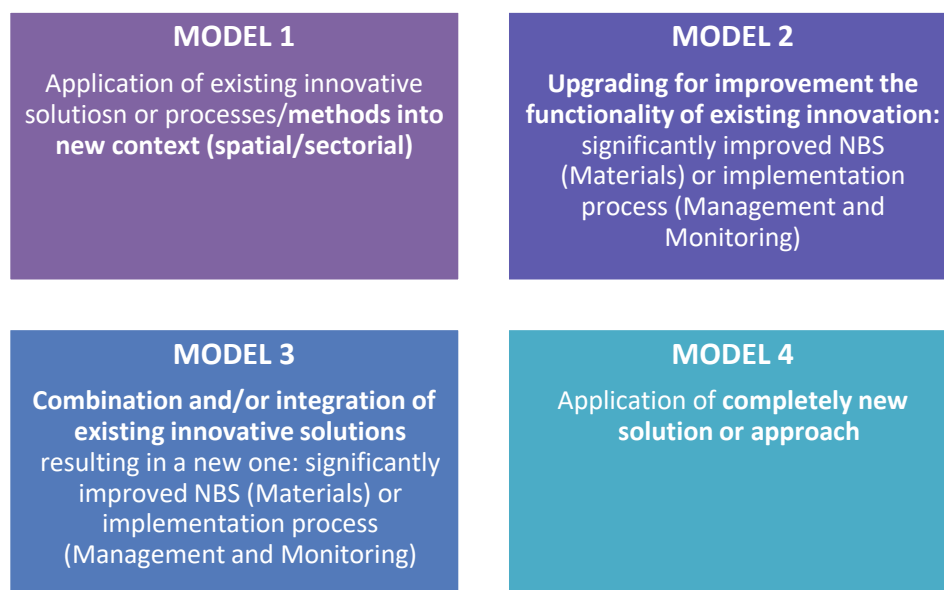 MODEL 1
Application of existing innovative
solutiosn or processes/methods into
new context (spatial/sectorial)
MODEL 2
Upgrading for improvement the
functionality of existing innovation:
significantly improved NBS
(Materials) or implementation
process (Management and
Monitoring)
MODEL 3
Combination and/or integration of
existing innovative solutions
resulting in a new one: significantly
improved NBS (Materials) or
implementation process
(Management and Monitoring)
MODEL 4
Application of completely new
solution or approach